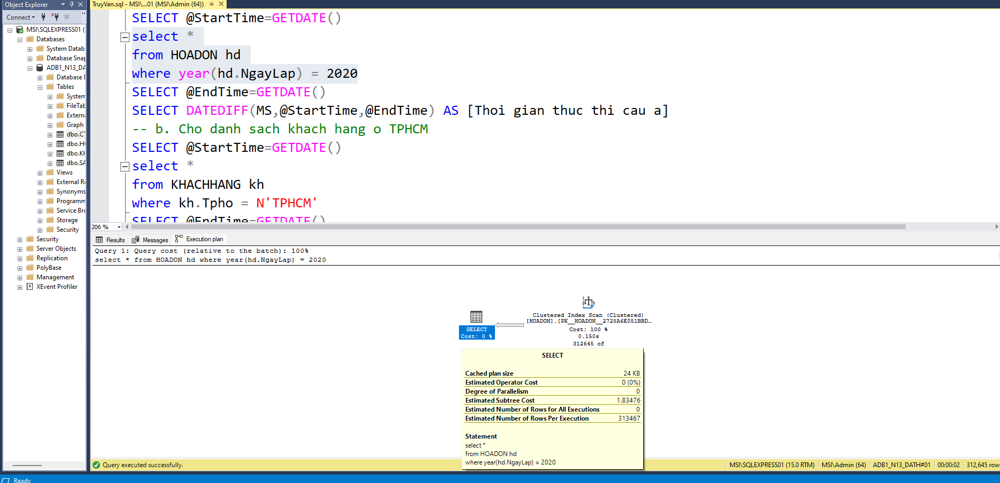 Object Explorer
TruyVan.sql - MSI\...01 (MSI\Admin (64))
Connect
MSI\SQLEXPRESS01 (
Databases
System Datab
Database Snap
ADB1_N13_DA
Database D
Tables
System
FileTab
Externa
Graph
dbo.CT
dbo.H
dbo.KH
dbo.SA
Views
External Re
Synonyms
Programm
Service Bro
Storage
Security
Security
Server Objects
Replication
PolyBase
Management
XEvent Profiler
SELECT @StartTime=GETDATE()
select *
from HOADON hd
where year(hd.NgayLap) = 2020
SELECT @EndTime=GETDATE()
SELECT DATEDIFF(MS,@StartTime,@EndTime) AS [Thoi gian thuc thi cau a]
-- b. Cho danh sach khach hang o TPHCM
SELECT @StartTime=GETDATE()
select *
from KHACHHANG kh
where kh.Tpho = N'TPHCM'
SELECT @EndTime=GETDATE()
206 %
Results Messages Execution plan
Query 1: Query cost (relative to the batch): 100%
select * from HOADON hd where year(hd.NgayLap) = 2020
Clustered Index Scan (Clustered)
[HOADON].[PK__HOADON__2725A6E051BBD…
Cost: 100 %
0.150s
312645 of
SELECT
Cost: 0 %
SELECT
Cached plan size 24 KB
Estimated Operator Cost 0 (0%)
Degree of Parallelism 0
Estimated Subtree Cost 1.83476
Estimated Number of Rows for All Executions 0
Estimated Number of Rows Per Execution 313467
Statement
select *
from HOADON hd
where year(hd.NgayLap) = 2020
Query executed successfully.
MSI\SQLEXPRESS01 (15.0 RTM) MSI\Admin (64) ADB1_N13_DATH#01 00:00:02 312,645 row
Ready